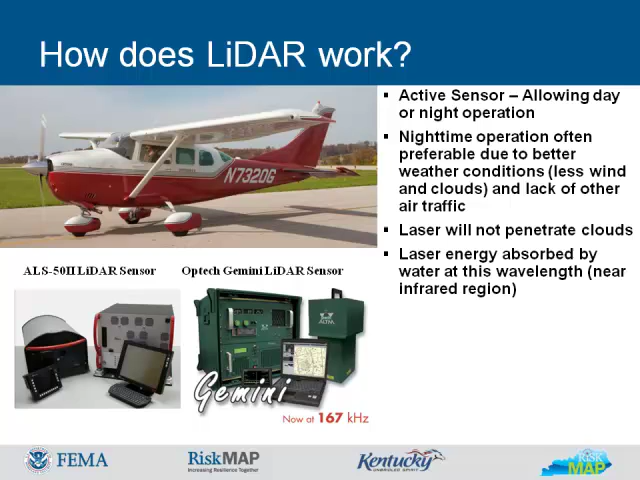 How does LiDAR work?
N7320G
▪ Active Sensor – Allowing day
or night operation
▪ Nighttime operation often
preferable due to better
weather conditions (less wind
and clouds) and lack of other
air traffic
▪ Laser will not penetrate clouds
▪ Laser energy absorbed by
water at this wavelength (near
infrared region)
ALS-50II LiDAR Sensor
Optech Gemini LiDAR Sensor
ALTM
Gemini
Now at 167 kHz
FEMA
RiskMAP
Increasing Resilience Together
Kentucky
UNBRIDLED SPIRIT
RISK
MAP